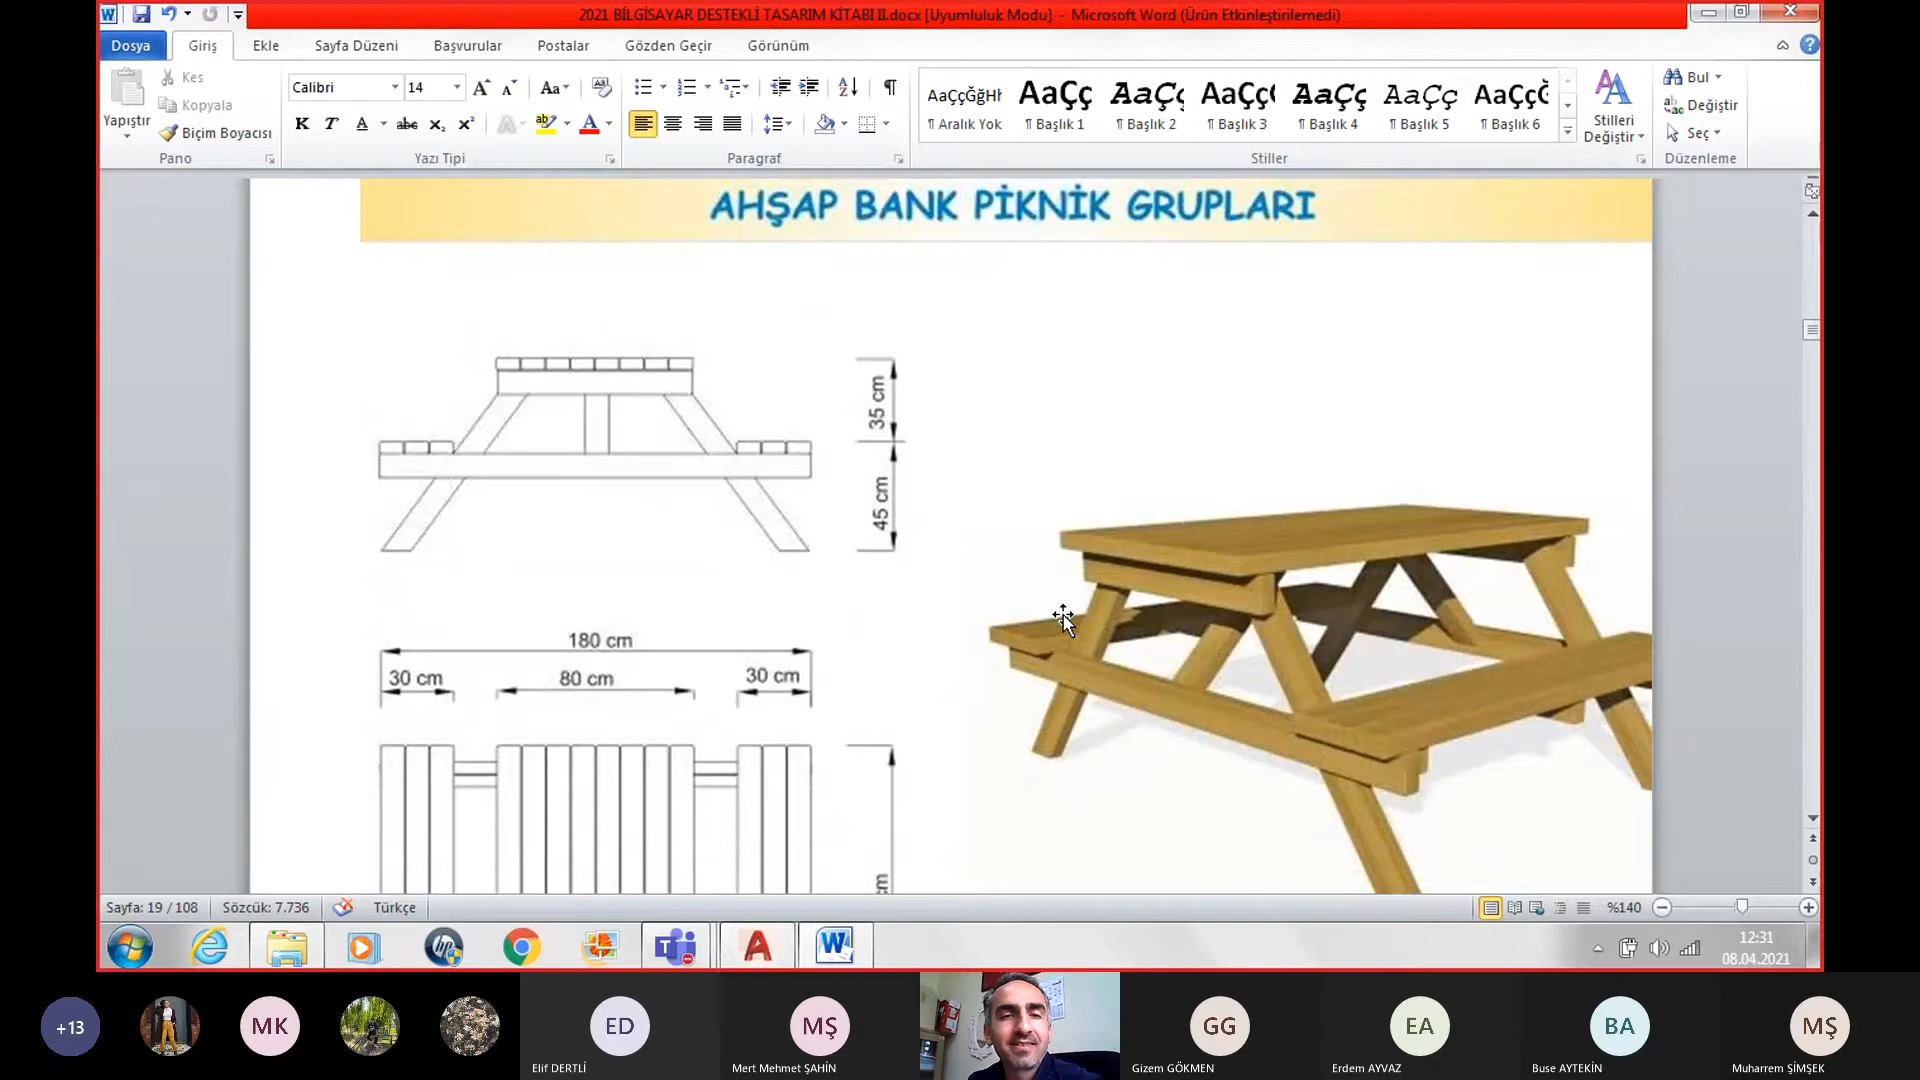 2021 BİLGİSAYAR DESTEKLİ TASARIM KİTABI II.docx [Uyumluluk Modu] - Microsoft Word (Ürün Etkinleştirilemedi)
Dosya Giriş Ekle Sayfa Düzeni Başvurular Postalar Gözden Geçir Görünüm
Yapıştır
Kes
Kopyala
Biçim Boyacısı
Pano
Calibri 14
K T A abc x₂ x²
Yazı Tipi
Paragraf
AaÇçĞğHł AaÇç AaÇç AaÇç AaÇç AaÇç AaÇçĞ
¶ Aralık Yok ¶ Başlık 1 ¶ Başlık 2 ¶ Başlık 3 ¶ Başlık 4 ¶ Başlık 5 ¶ Başlık 6
Stiller
Stilleri
Değiştir
Bul
Değiştir
Seç
Düzenleme
AHŞAP BANK PİKNİK GRUPLARI
35 cm
45 cm
180 cm
30 cm 80 cm 30 cm
cm
Sayfa: 19 / 108 Sözcük: 7.736 Türkçe %140
12:31
08.04.2021
+13 MK ED MŞ GG EA BA MŞ
Elif DERTLİ Mert Mehmet ŞAHİN Gizem GÖKMEN Erdem AYVAZ Buse AYTEKİN Muharrem ŞİMŞEK